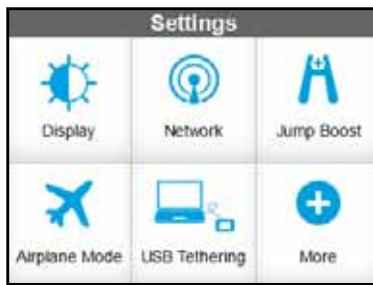 Settings
Display
Network
Jump Boost
Airplane Mode
USB Tethering
More